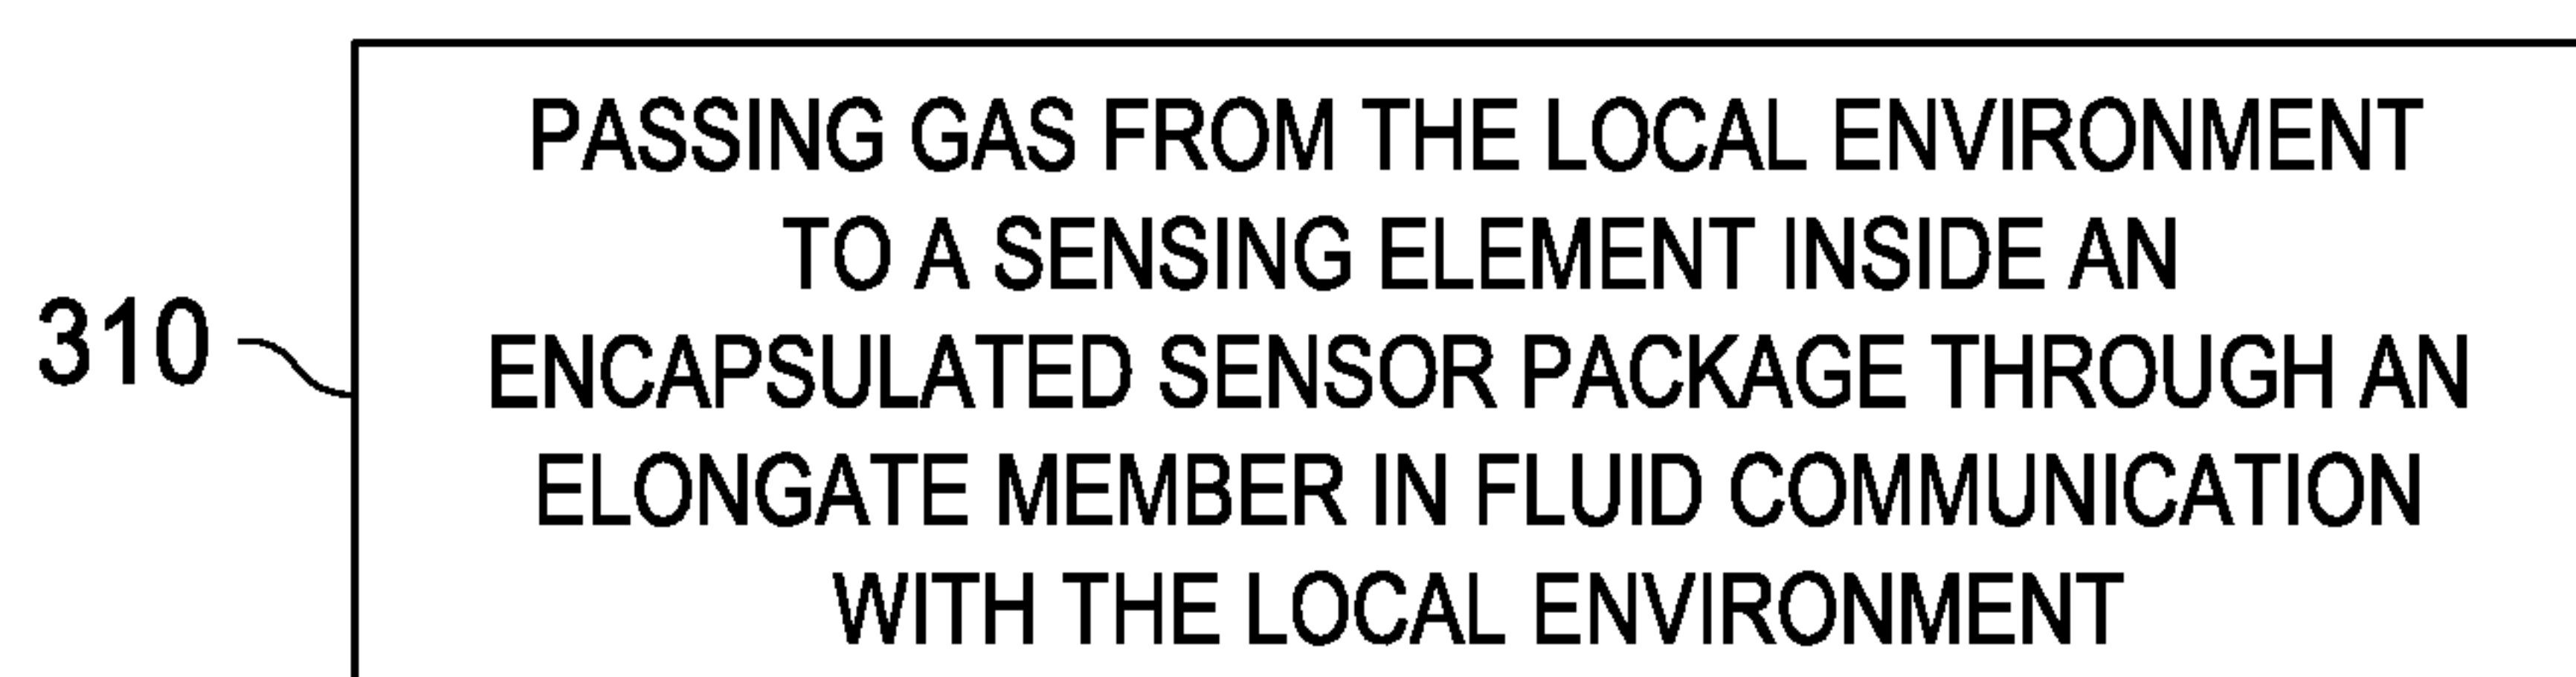 PASSING GAS FROM THE LOCAL ENVIRONMENT
TO A SENSING ELEMENT INSIDE AN
310
ENCAPSULATED SENSOR PACKAGE THROUGH AN
ELONGATE MEMBER IN FLUID COMMUNICATION
WITH THE LOCAL ENVIRONMENT